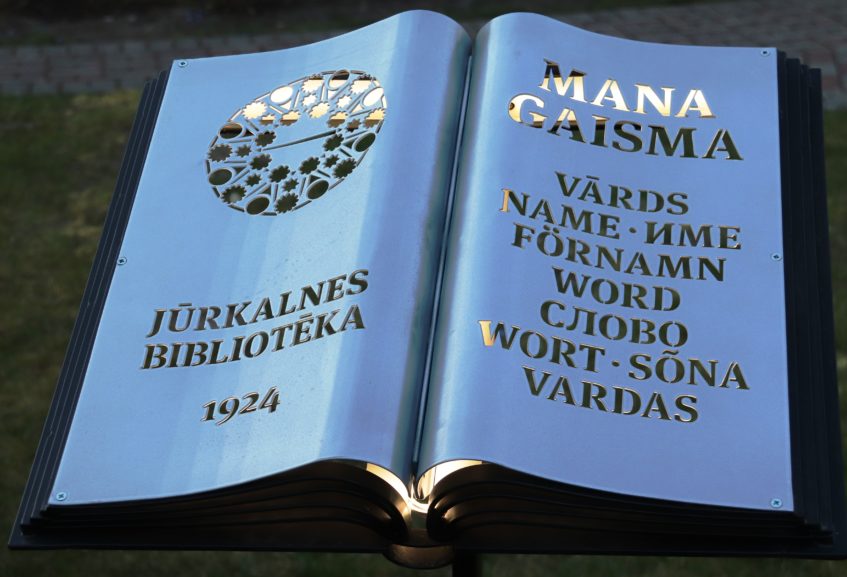 JŪRKALNES
BIBLIOTĒKA
1924
MANA
GAISMA
VĀRDS
NAME · ИМЕ
FÖRNAMN
WORD
СЛОВО
WORT · SÕNA
VARDAS